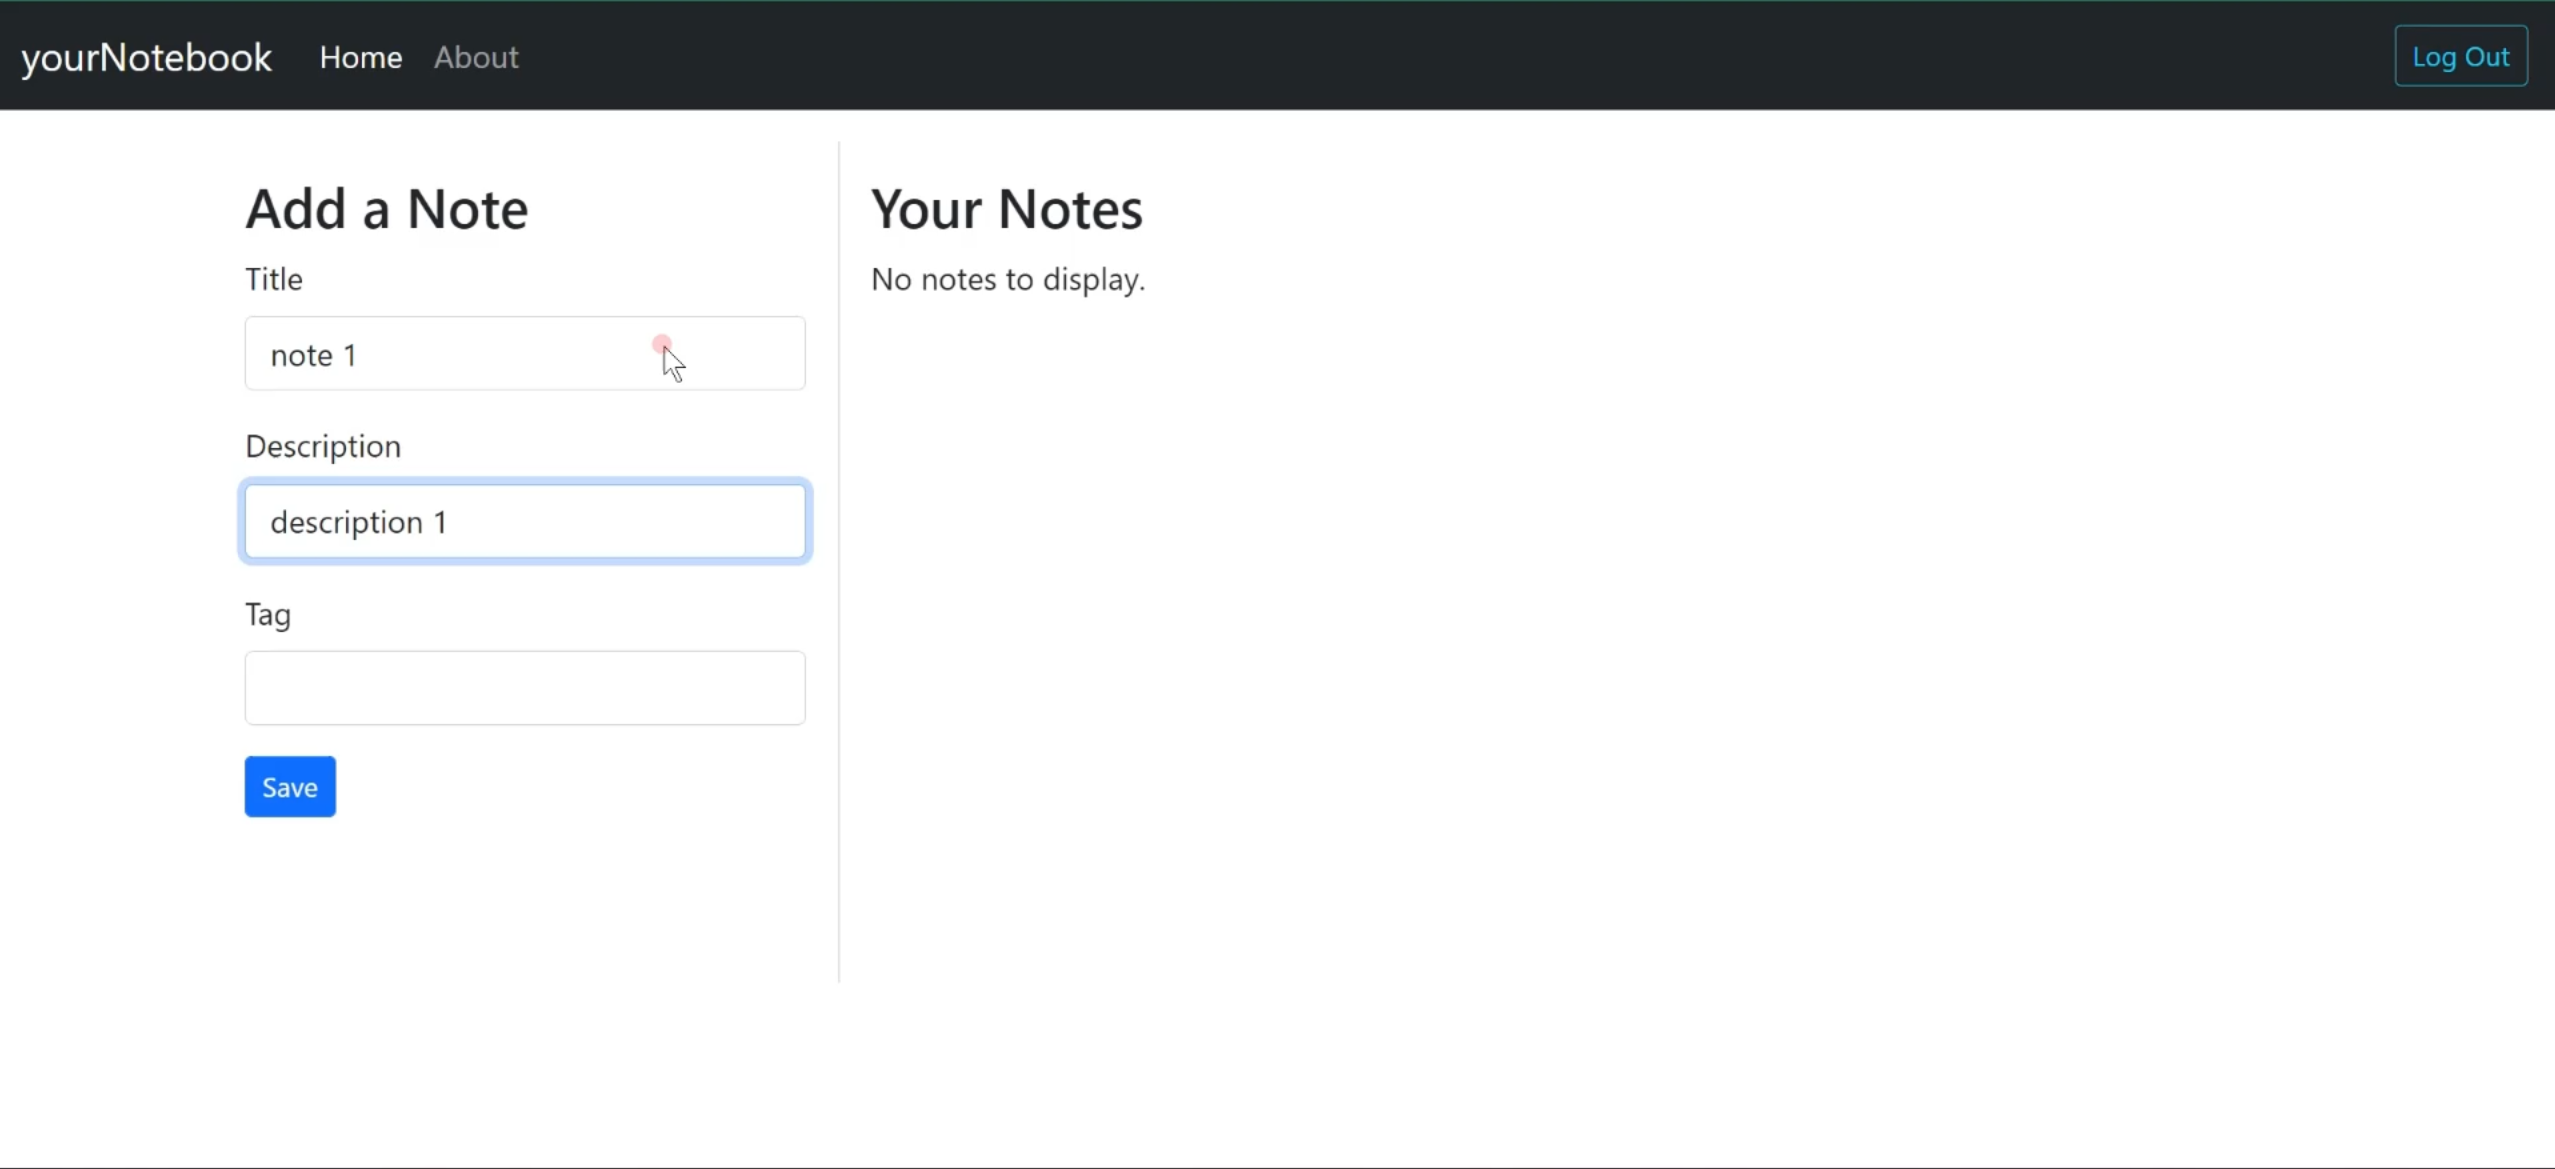 yourNotebook Home About Log Out
Add a Note
Title
note 1
Description
description 1
Tag
Save
Your Notes
No notes to display.